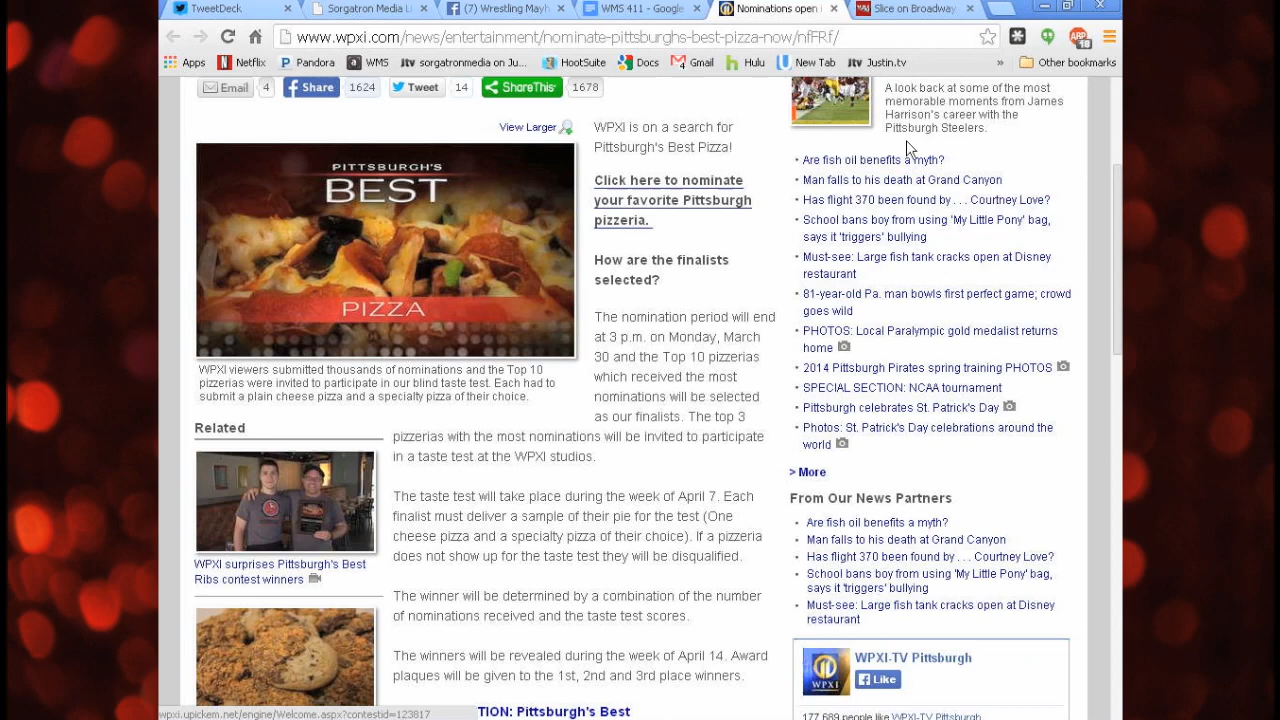 TweetDeck
Sorgatron Media L
(7) Wrestling Mayh
WMS 411 - Google
Nominations open
Slice on Broadway
www.wpxi.com/news/entertainment/nominate-pittsburghs-best-pizza-now/nfFRf/
ABP
18
Apps
Netflix
Pandora
WMS
sorgatronmedia on Ju...
HootS
Docs
Gmail
Hulu
New Tab
Justin.tv
»
Other bookmarks
Email
4
Share
1624
Tweet
14
ShareThis
1678
View Larger
PITTSBURGH'S
BEST
PIZZA
WPXI viewers submitted thousands of nominations and the Top 10
pizzerias were invited to participate in our blind taste test. Each had to
submit a plain cheese pizza and a specialty pizza of their choice.
Related
WPXI surprises Pittsburgh's Best
Ribs contest winners
WPXI is on a search for
Pittsburgh's Best Pizza!
Click here to nominate
your favorite Pittsburgh
pizzeria.
How are the finalists
selected?
The nomination period will end
at 3 p.m. on Monday, March
30 and the Top 10 pizzerias
which received the most
nominations will be selected
as our finalists. The top 3
pizzerias with the most nominations will be invited to participate
in a taste test at the WPXI studios.
The taste test will take place during the week of April 7. Each
finalist must deliver a sample of their pie for the test (One
cheese pizza and a specialty pizza of their choice). If a pizzeria
does not show up for the taste test they will be disqualified.
The winner will be determined by a combination of the number
of nominations received and the taste test scores.
The winners will be revealed during the week of April 14. Award
plaques will be given to the 1st, 2nd and 3rd place winners.
TION: Pittsburgh's Best
wpxi.upickem.net/engine/Welcome.aspx?contestid=123817
A look back at some of the most
memorable moments from James
Harrison's career with the
Pittsburgh Steelers.
• Are fish oil benefits a myth?
• Man falls to his death at Grand Canyon
• Has flight 370 been found by . . . Courtney Love?
• School bans boy from using 'My Little Pony' bag,
says it 'triggers' bullying
• Must-see: Large fish tank cracks open at Disney
restaurant
• 81-year-old Pa. man bowls first perfect game; crowd
goes wild
• PHOTOS: Local Paralympic gold medalist returns
home
• 2014 Pittsburgh Pirates spring training PHOTOS
• SPECIAL SECTION: NCAA tournament
• Pittsburgh celebrates St. Patrick's Day
• Photos: St. Patrick's Day celebrations around the
world
> More
From Our News Partners
• Are fish oil benefits a myth?
• Man falls to his death at Grand Canyon
• Has flight 370 been found by . . . Courtney Love?
• School bans boy from using 'My Little Pony' bag,
says it 'triggers' bullying
• Must-see: Large fish tank cracks open at Disney
restaurant
WPXI
WPXI-TV Pittsburgh
Like
177,689 people like WPXI-TV Pittsburgh